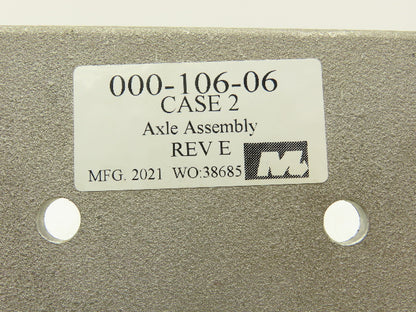 000-106-06
CASE 2
Axle Assembly
REV E
MFG. 2021 WO:38685